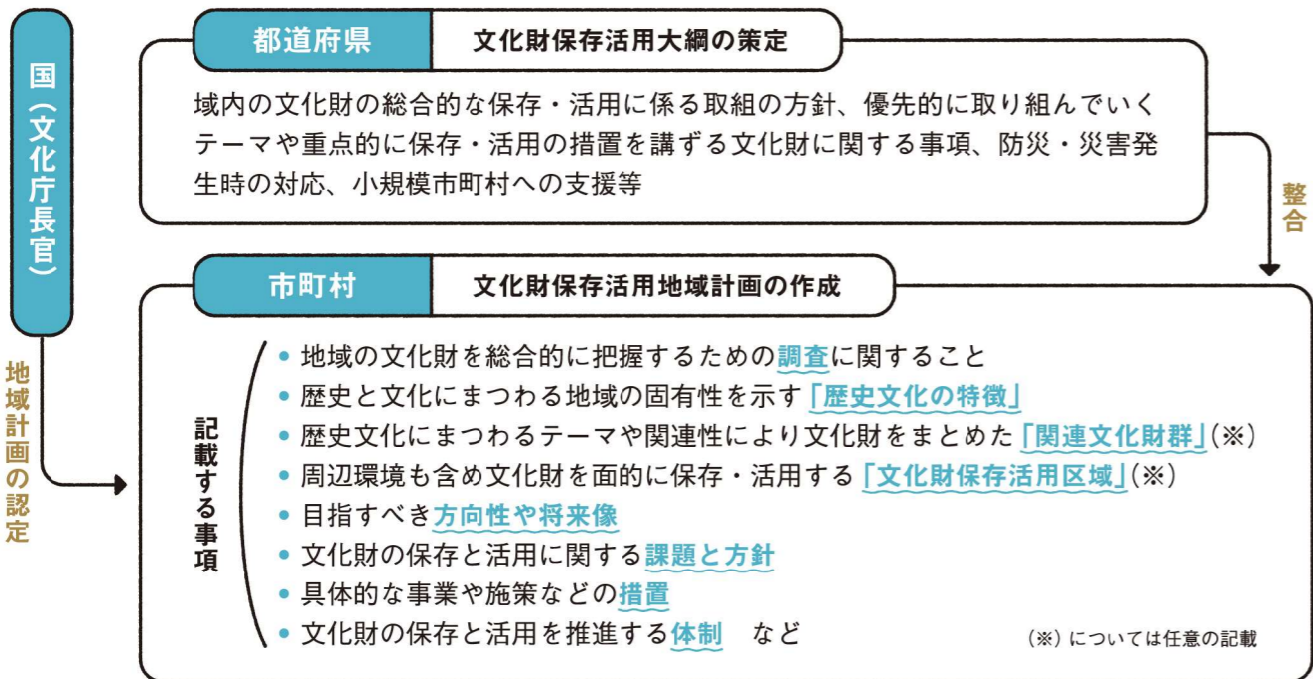 国（文化庁長官）
都道府県
文化財保存活用大綱の策定
域内の文化財の総合的な保存・活用に係る取組の方針、優先的に取り組んでいく
テーマや重点的に保存・活用の措置を講ずる文化財に関する事項、防災・災害発
生時の対応、小規模市町村への支援等
整合
地域計画の認定
市町村
文化財保存活用地域計画の作成
記載する事項
• 地域の文化財を総合的に把握するための調査に関すること
• 歴史と文化にまつわる地域の固有性を示す「歴史文化の特徴」
• 歴史文化にまつわるテーマや関連性により文化財をまとめた「関連文化財群」(※)
• 周辺環境も含め文化財を面的に保存・活用する「文化財保存活用区域」(※)
• 目指すべき方向性や将来像
• 文化財の保存と活用に関する課題と方針
• 具体的な事業や施策などの措置
• 文化財の保存と活用を推進する体制　など
(※) については任意の記載